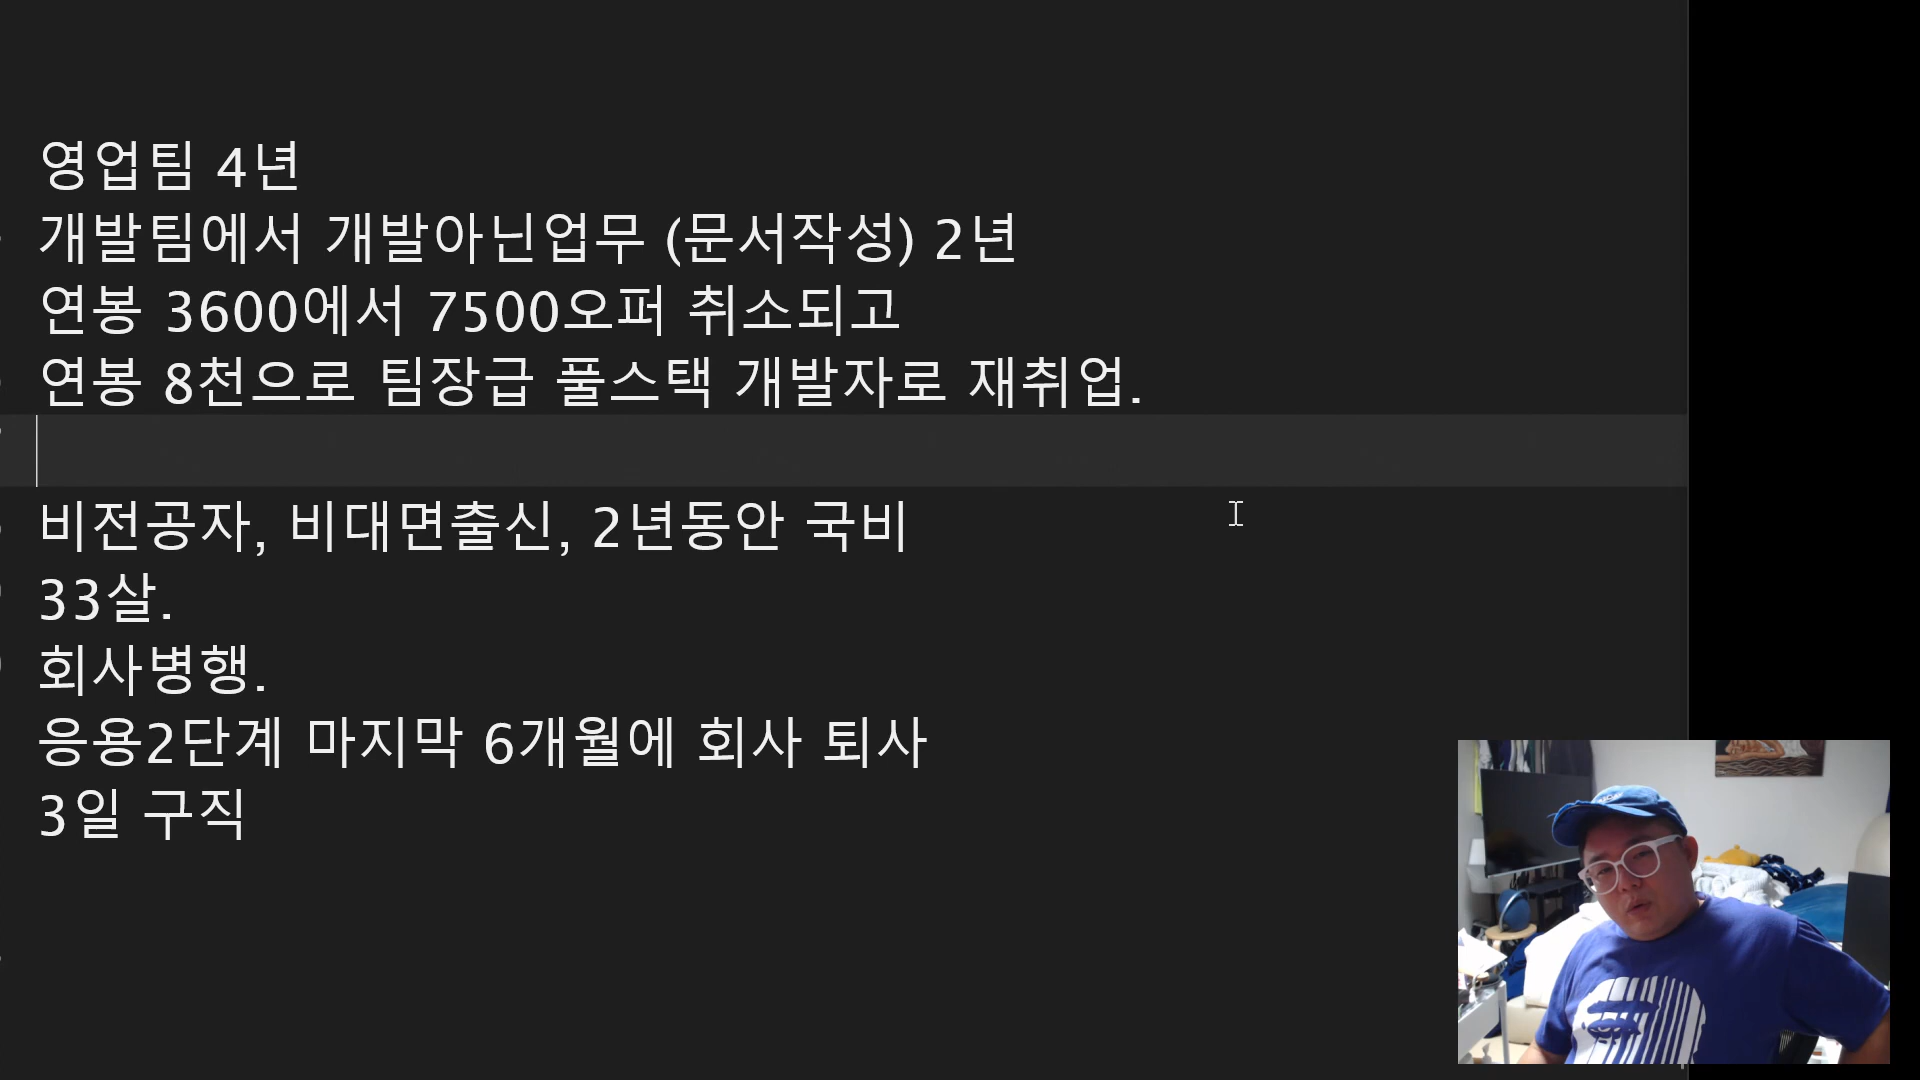 영업팀 4년
개발팀에서 개발아닌업무 (문서작성) 2년
연봉 3600에서 7500오퍼 취소되고
연봉 8천으로 팀장급 풀스택 개발자로 재취업.
비전공자, 비대면출신, 2년동안 국비
33살.
회사병행.
응용2단계 마지막 6개월에 회사 퇴사
3일 구직